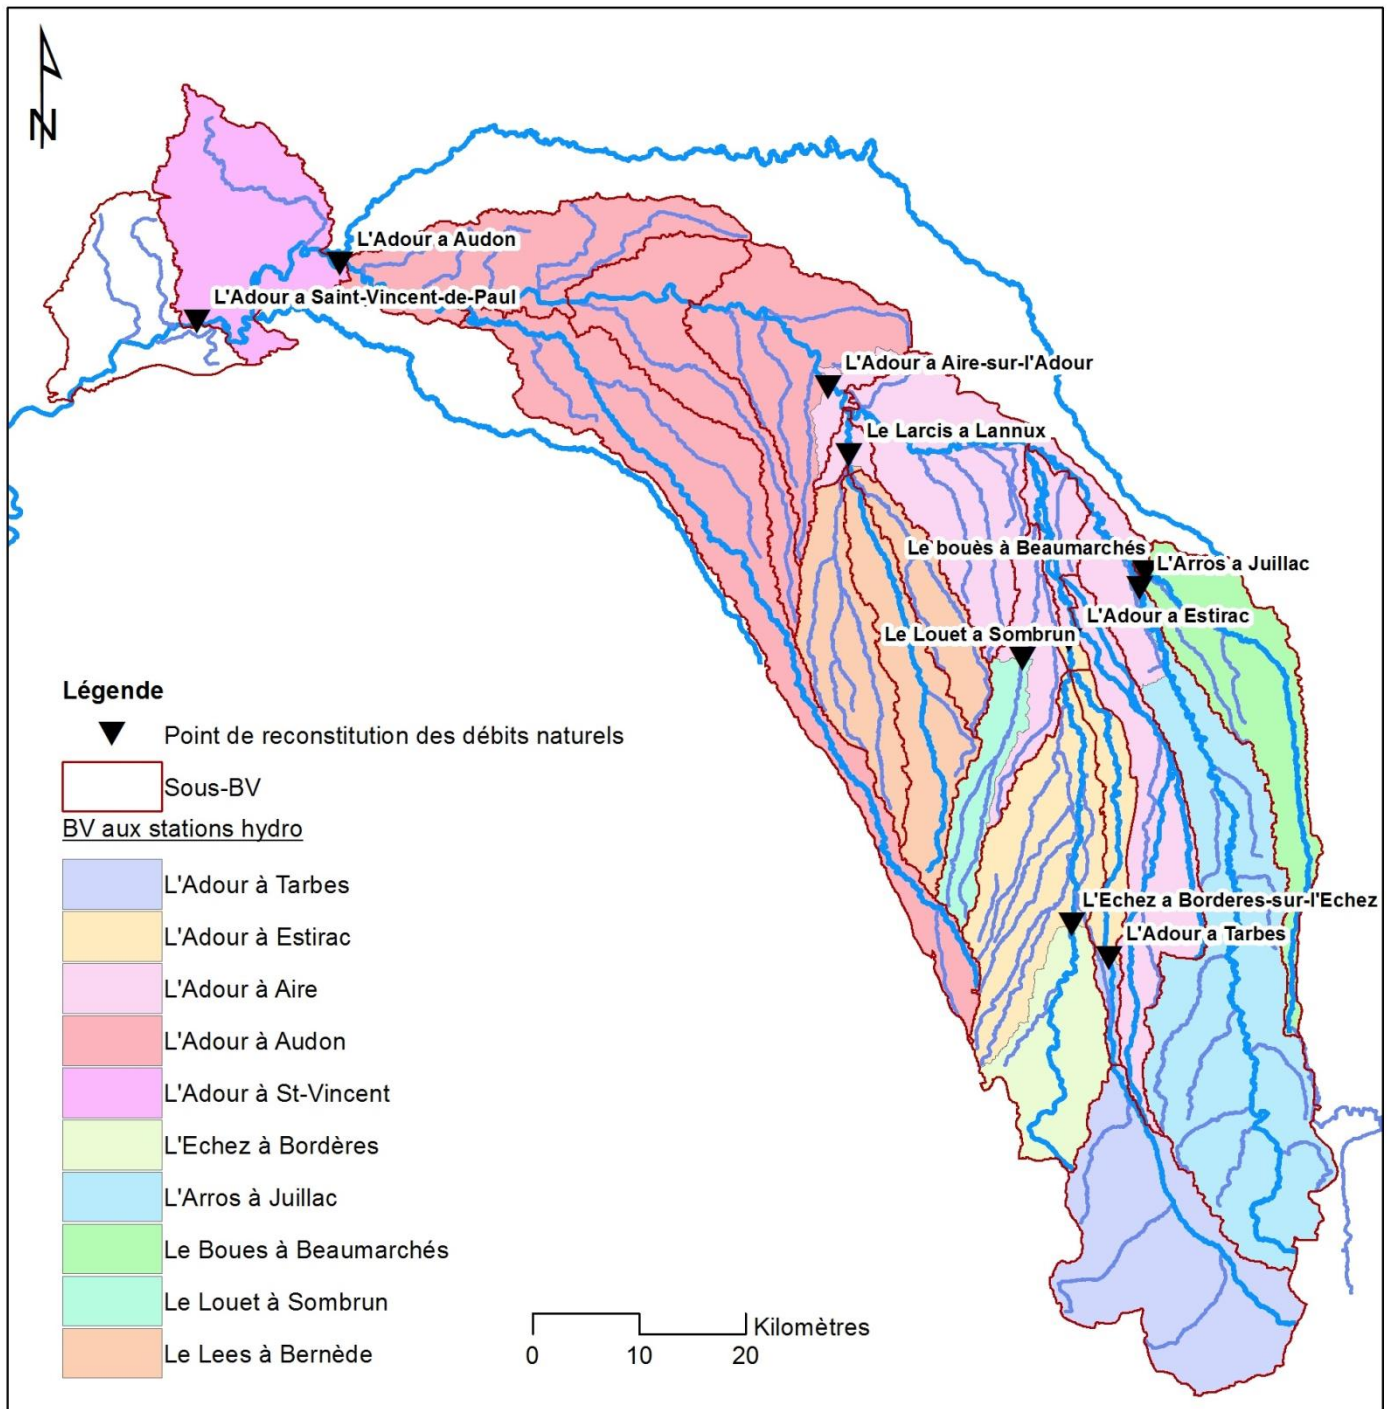 N
L'Adour a Audon
L'Adour a Saint-Vincent-de-Paul
L'Adour a Aire-sur-l'Adour
Le Larcis a Lannux
Le bouès à Beaumarchés
L'Arros a Juillac
L'Adour a Estirac
Le Louet a Sombrun
L'Echez a Borderes-sur-l'Echez
L'Adour a Tarbes
Légende
Point de reconstitution des débits naturels
Sous-BV
BV aux stations hydro
L'Adour à Tarbes
L'Adour à Estirac
L'Adour à Aire
L'Adour à Audon
L'Adour à St-Vincent
L'Echez à Bordères
L'Arros à Juillac
Le Boues à Beaumarchés
Le Louet à Sombrun
Le Lees à Bernède
Kilomètres
0 10 20